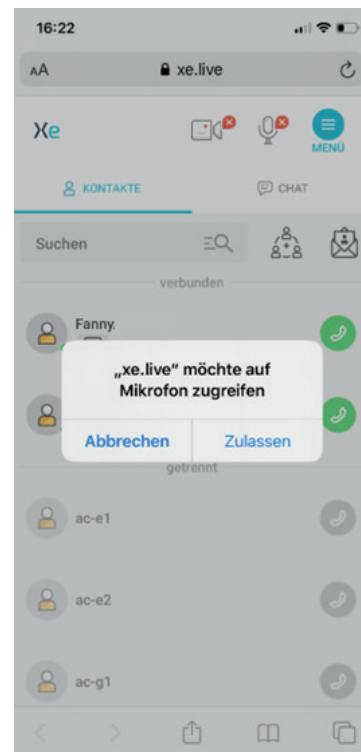 16:22
AA xe.live
Xe
MENÜ
KONTAKTE CHAT
Suchen
verbunden
Fanny.
„xe.live“ möchte auf
Mikrofon zugreifen
Abbrechen Zulassen
getrennt
ac-e1
ac-e2
ac-g1